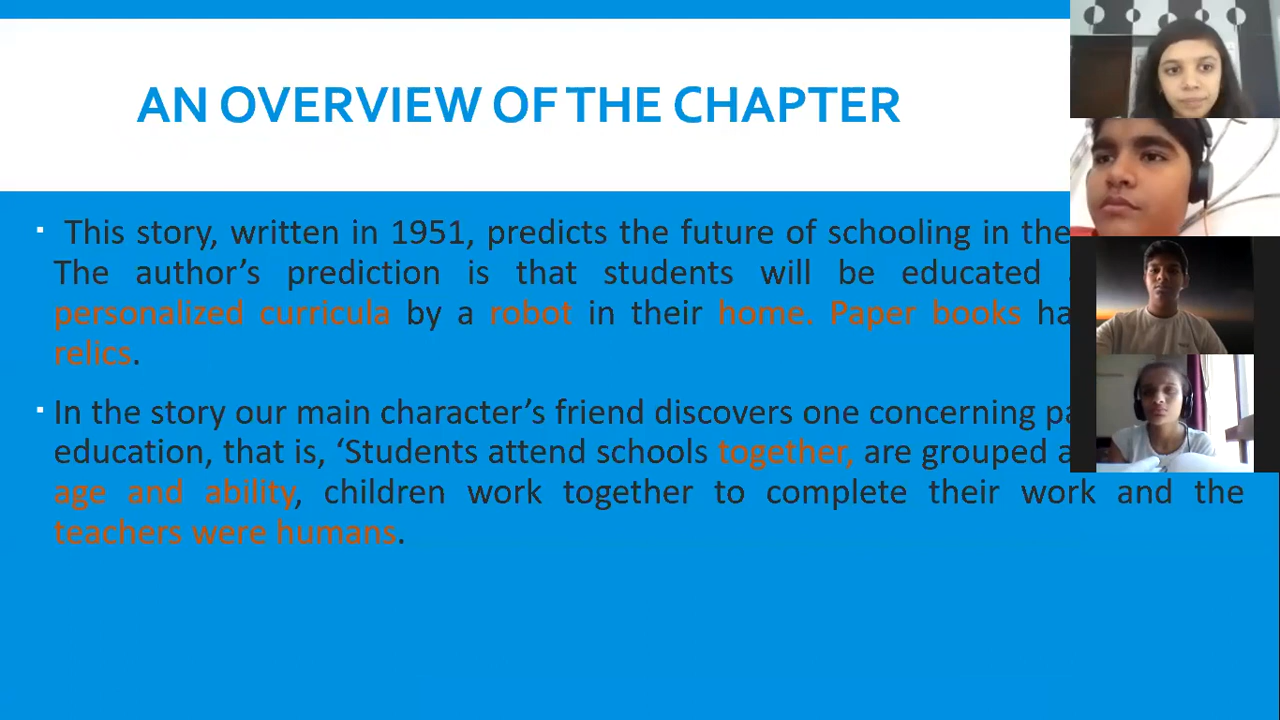 AN OVERVIEW OF THE CHAPTER
This story, written in 1951, predicts the future of schooling in the
The author’s prediction is that students will be educated
personalized curricula by a robot in their home. Paper books
relics.
In the story our main character’s friend discovers one concerning
education, that is, ‘Students attend schools together, are grouped
age and ability, children work together to complete their work and the
teachers were humans.